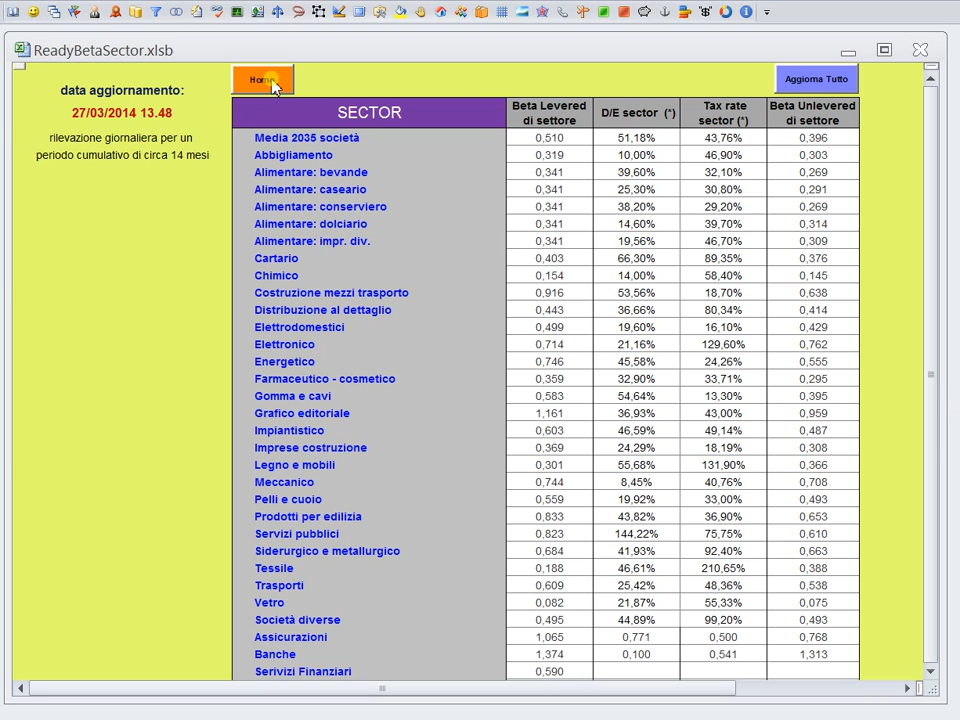 ReadyBetaSector.xlsb
data aggiornamento:
27/03/2014 13.48
rilevazione giornaliera per un
periodo cumulativo di circa 14 mesi
Home
Aggiorna Tutto
SECTOR Beta Levered di settore D/E sector (*) Tax rate sector (*) Beta Unlevered di settore
Media 2035 società 0,510 51,18% 43,76% 0,396
Abbigliamento 0,319 10,00% 46,90% 0,303
Alimentare: bevande 0,341 39,60% 32,10% 0,269
Alimentare: caseario 0,341 25,30% 30,80% 0,291
Alimentare: conserviero 0,341 38,20% 29,20% 0,269
Alimentare: dolciario 0,341 14,60% 39,70% 0,314
Alimentare: impr. div. 0,341 19,56% 46,70% 0,309
Cartario 0,403 66,30% 89,35% 0,376
Chimico 0,154 14,00% 58,40% 0,145
Costruzione mezzi trasporto 0,916 53,56% 18,70% 0,638
Distribuzione al dettaglio 0,443 36,66% 80,34% 0,414
Elettrodomestici 0,499 19,60% 16,10% 0,429
Elettronico 0,714 21,16% 129,60% 0,762
Energetico 0,746 45,58% 24,26% 0,555
Farmaceutico - cosmetico 0,359 32,90% 33,71% 0,295
Gomma e cavi 0,583 54,64% 13,30% 0,395
Grafico editoriale 1,161 36,93% 43,00% 0,959
Impiantistico 0,603 46,59% 49,14% 0,487
Imprese costruzione 0,369 24,29% 18,19% 0,308
Legno e mobili 0,301 55,68% 131,90% 0,366
Meccanico 0,744 8,45% 40,76% 0,708
Pelli e cuoio 0,559 19,92% 33,00% 0,493
Prodotti per edilizia 0,833 43,82% 36,90% 0,653
Servizi pubblici 0,823 144,22% 75,75% 0,610
Siderurgico e metallurgico 0,684 41,93% 92,40% 0,663
Tessile 0,188 46,61% 210,65% 0,388
Trasporti 0,609 25,42% 48,36% 0,538
Vetro 0,082 21,87% 55,33% 0,075
Società diverse 0,495 44,89% 99,20% 0,493
Assicurazioni 1,065 0,771 0,500 0,768
Banche 1,374 0,100 0,541 1,313
Serivizi Finanziari 0,590